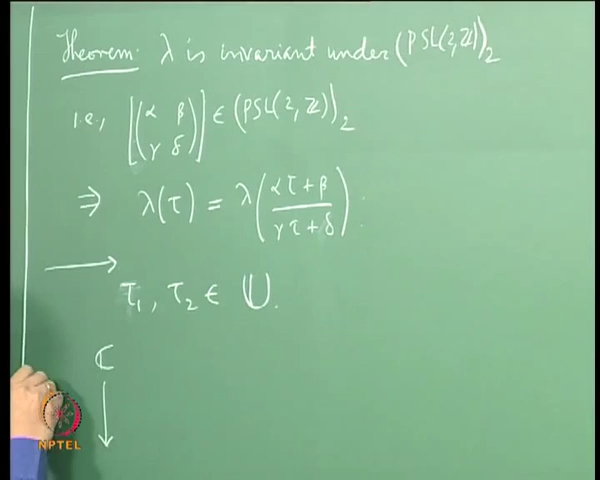 Theorem: λ is invariant under (PSL(2,ℤ))₂
i.e., [(α β
γ δ)] ∈ (PSL(2,ℤ))₂
⇒ λ(τ) = λ((ατ+β)/(γτ+δ)).
→ τ₁, τ₂ ∈ 𝕌.
ℂ
↓
NPTEL